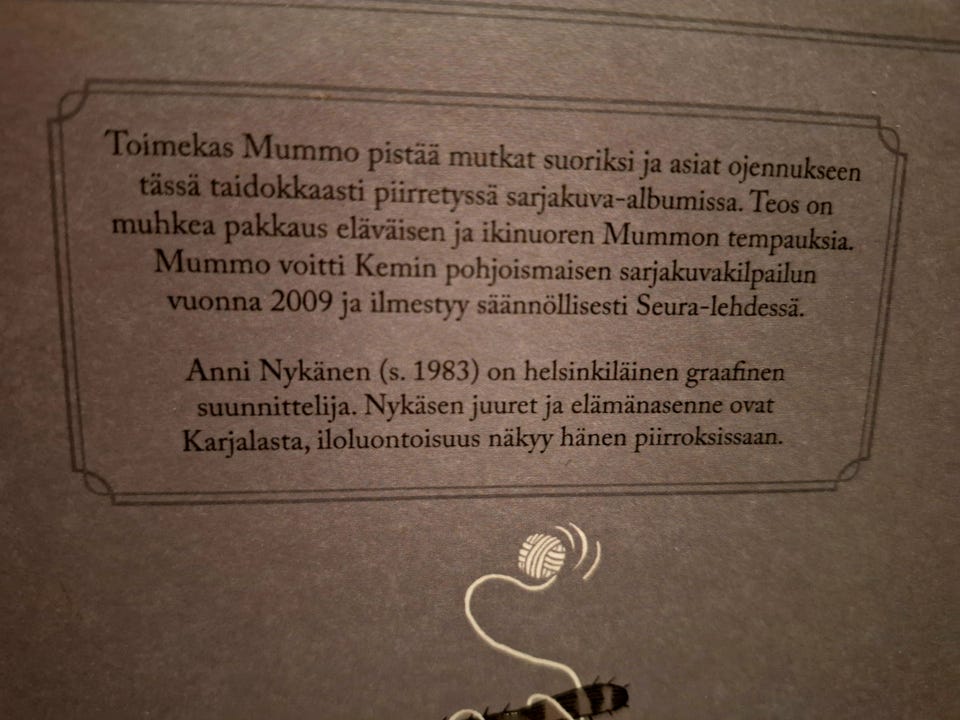 Toimekas Mummo pistää mutkat suoriksi ja asiat ojennukseen
tässä taidokkaasti piirretyssä sarjakuva-albumissa. Teos on
muhkea pakkaus eläväisen ja ikinuoren Mummon tempauksia.
Mummo voitti Kemin pohjoismaisen sarjakuvakilpailun
vuonna 2009 ja ilmestyy säännöllisesti Seura-lehdessä.
Anni Nykänen (s. 1983) on helsinkiläinen graafinen
suunnittelija. Nykäsen juuret ja elämänasenne ovat
Karjalasta, iloluontoisuus näkyy hänen piirroksissaan.